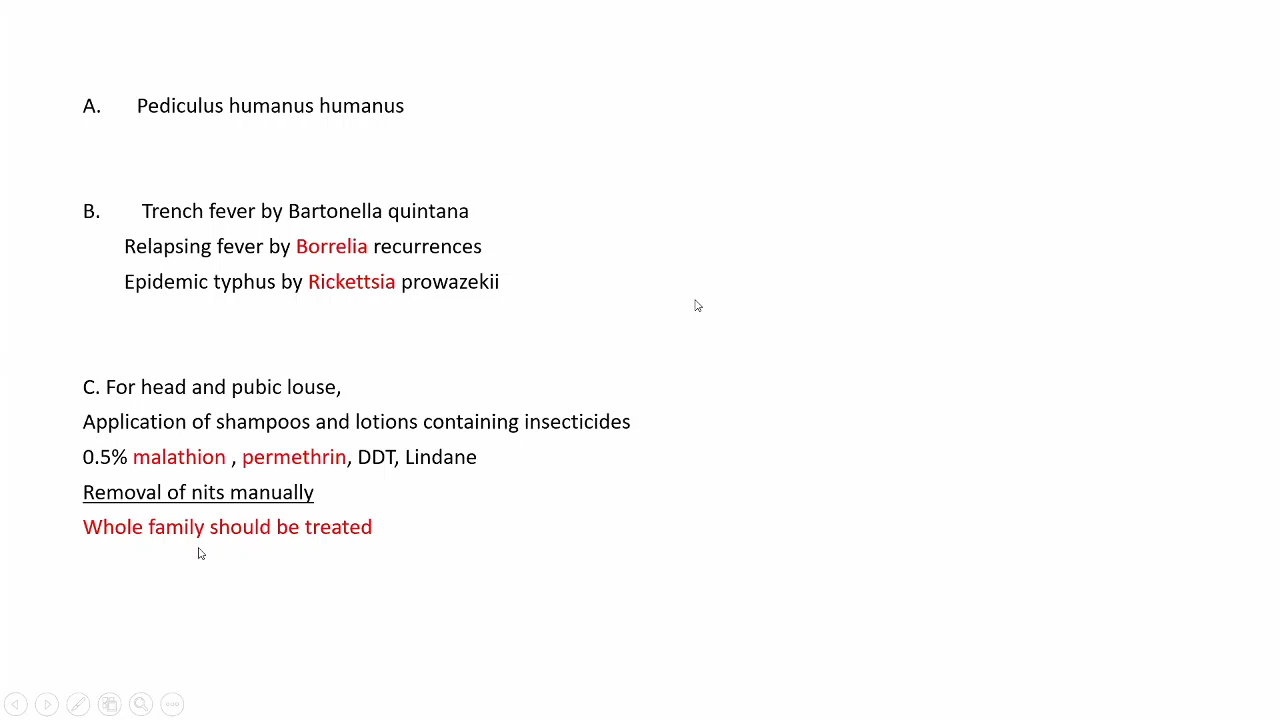 A. Pediculus humanus humanus
B. Trench fever by Bartonella quintana
Relapsing fever by Borrelia recurrences
Epidemic typhus by Rickettsia prowazekii
C. For head and pubic louse,
Application of shampoos and lotions containing insecticides
0.5% malathion , permethrin, DDT, Lindane
Removal of nits manually
Whole family should be treated